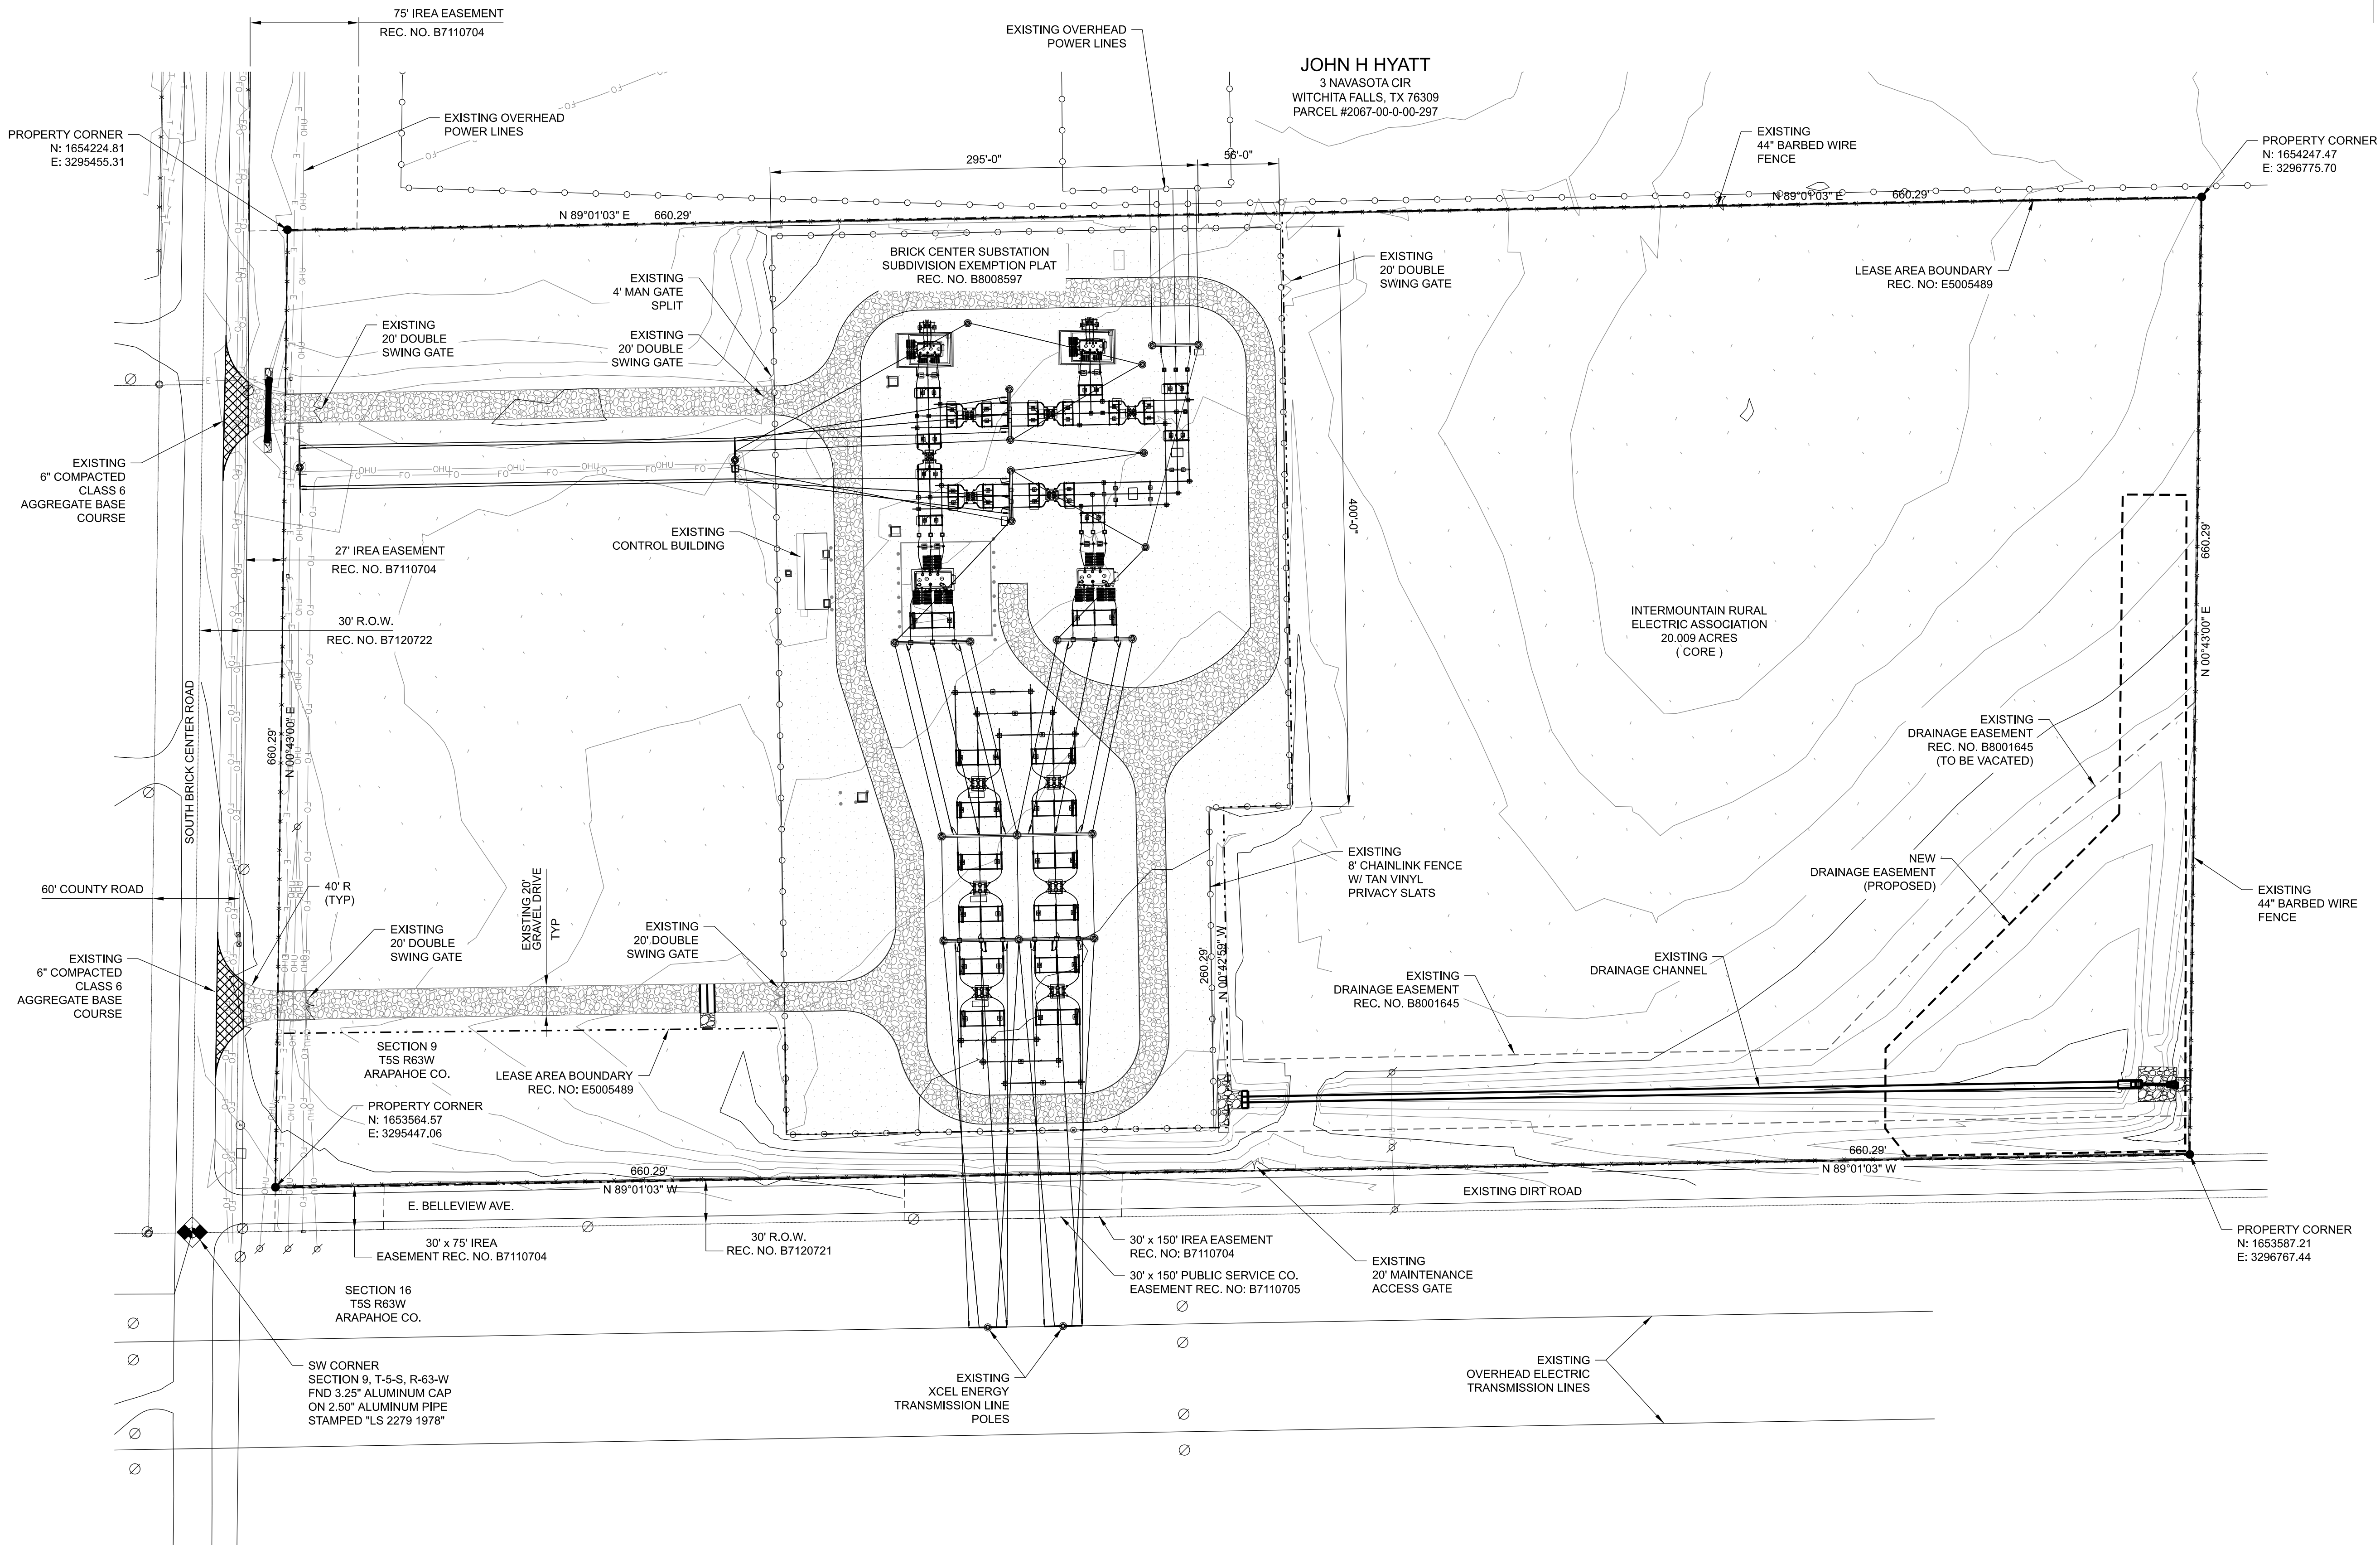 75' IREA EASEMENT
REC. NO. B7110704
EXISTING OVERHEAD
POWER LINES
JOHN H HYATT
3 NAVASOTA CIR
WITCHITA FALLS, TX 76309
PARCEL #2067-00-0-00-297
PROPERTY CORNER
N: 1654224.81
E: 3295455.31
EXISTING OVERHEAD
POWER LINES
295'-0"
56'-0"
EXISTING
44" BARBED WIRE
FENCE
PROPERTY CORNER
N: 1654247.47
E: 3296775.70
N 89°01'03" E 660.29'
N 89°01'03" E 660.29'
BRICK CENTER SUBSTATION
SUBDIVISION EXEMPTION PLAT
REC. NO. B8008597
EXISTING
4' MAN GATE
SPLIT
EXISTING
20' DOUBLE
SWING GATE
LEASE AREA BOUNDARY
REC. NO: E5005489
EXISTING
20' DOUBLE
SWING GATE
EXISTING
20' DOUBLE
SWING GATE
EXISTING
6" COMPACTED
CLASS 6
AGGREGATE BASE
COURSE
OHU OHU OHU OHU OHU
FO FO FO FO FO
EXISTING
CONTROL BUILDING
400'-0"
27' IREA EASEMENT
REC. NO. B7110704
30' R.O.W.
REC. NO. B7120722
INTERMOUNTAIN RURAL
ELECTRIC ASSOCIATION
20.009 ACRES
( CORE )
660.29'
N 00°43'00" E
SOUTH BRICK CENTER ROAD
660.29'
N 00°43'00" E
EXISTING
DRAINAGE EASEMENT
REC. NO. B8001645
(TO BE VACATED)
NEW
DRAINAGE EASEMENT
(PROPOSED)
EXISTING
8' CHAINLINK FENCE
W/ TAN VINYL
PRIVACY SLATS
EXISTING
44" BARBED WIRE
FENCE
60' COUNTY ROAD
40' R
(TYP)
EXISTING 20'
GRAVEL DRIVE
TYP
EXISTING
20' DOUBLE
SWING GATE
EXISTING
20' DOUBLE
SWING GATE
260.29'
N 00°42'59" W
EXISTING
6" COMPACTED
CLASS 6
AGGREGATE BASE
COURSE
EXISTING
DRAINAGE EASEMENT
REC. NO. B8001645
EXISTING
DRAINAGE CHANNEL
SECTION 9
T5S R63W
ARAPAHOE CO.
LEASE AREA BOUNDARY
REC. NO: E5005489
PROPERTY CORNER
N: 1653564.57
E: 3295447.06
660.29'
N 89°01'03" W
660.29'
N 89°01'03" W
E. BELLEVIEW AVE.
EXISTING DIRT ROAD
30' x 75' IREA
EASEMENT REC. NO. B7110704
30' R.O.W.
REC. NO. B7120721
30' x 150' IREA EASEMENT
REC. NO: B7110704
30' x 150' PUBLIC SERVICE CO.
EASEMENT REC. NO: B7110705
EXISTING
20' MAINTENANCE
ACCESS GATE
PROPERTY CORNER
N: 1653587.21
E: 3296767.44
SECTION 16
T5S R63W
ARAPAHOE CO.
SW CORNER
SECTION 9, T-5-S, R-63-W
FND 3.25" ALUMINUM CAP
ON 2.50" ALUMINUM PIPE
STAMPED "LS 2279 1978"
EXISTING
XCEL ENERGY
TRANSMISSION LINE
POLES
EXISTING
OVERHEAD ELECTRIC
TRANSMISSION LINES